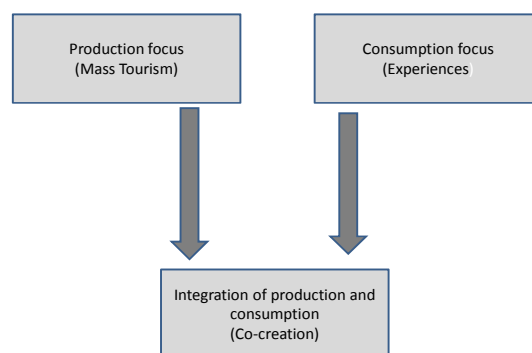 Production focus
(Mass Tourism)
Consumption focus
(Experiences)
Integration of production and
consumption
(Co-creation)